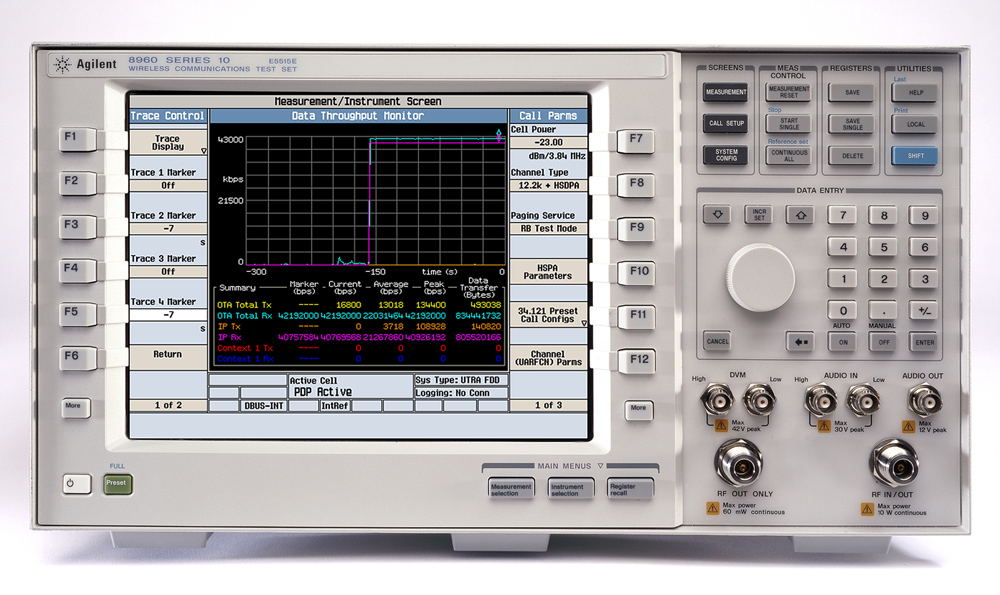 Agilent 8960 SERIES 10 E5515E
WIRELESS COMMUNICATIONS TEST SET
Measurement/Instrument Screen
Trace Control
Data Throughput Monitor
Call Parms
F1
F2
F3
F4
F5
F6
More
Trace
Display
Trace 1 Marker
Off
Trace 2 Marker
-7
s
Trace 3 Marker
Off
Tarce 4 Marker
-7
s
Return
1 of 2
43000
kbps
21500
0
-300 -150 time (s) 0
Summary Marker (bps) Current (bps) Average (bps) Peak (bps) Data Transfer (Bytes)
OTA Total Tx ---- 16800 13018 134400 493038
OTA Total Rx 42192000 42192000 22031464 42192000 834441732
IP Tx ---- 0 3718 108928 140820
IP Rx 40757584 40769568 21267860 40926192 805520166
Context 1 Tx ---- 0 0 0 0
Context 1 Rx ---- 0 0 0 0
Active Cell
PDP Active
Sys Type: UTRA FDD
Logging: No Conn
DBUS-INT
IntRef
Cell Power
-23.00
dBm/3.84 MHz
Channel Type
12.2k + HSDPA
Paging Service
RB Test Mode
HSPA
Parameters
34.121 Preset
Call Configs
Channel
(UARFCN) Parms
1 of 3
F7
F8
F9
F10
F11
F12
More
FULL
Preset
MAIN MENUS
Measurement
selection
Instrument
selection
Register
recall
SCREENS
MEASUREMENT
CALL SETUP
SYSTEM
CONFIG
MEAS
CONTROL
MEASUREMENT
RESET
Stop
START
SINGLE
Reference set
CONTINUOUS
ALL
REGISTERS
SAVE
SAVE
SINGLE
DELETE
UTILITIES
Last
HELP
Print
LOCAL
SHIFT
DATA ENTRY
INCR
SET
7 8 9
4 5 6
1 2 3
0 . +/-
AUTO MANUAL
CANCEL
ON OFF ENTER
DVM
High Low
Max
42 V peak
AUDIO IN
High Low
Max
30 V peak
AUDIO OUT
Max
12 V peak
RF OUT ONLY
Max power
60 mW continuous
RF IN/OUT
Max power
10 W continuous